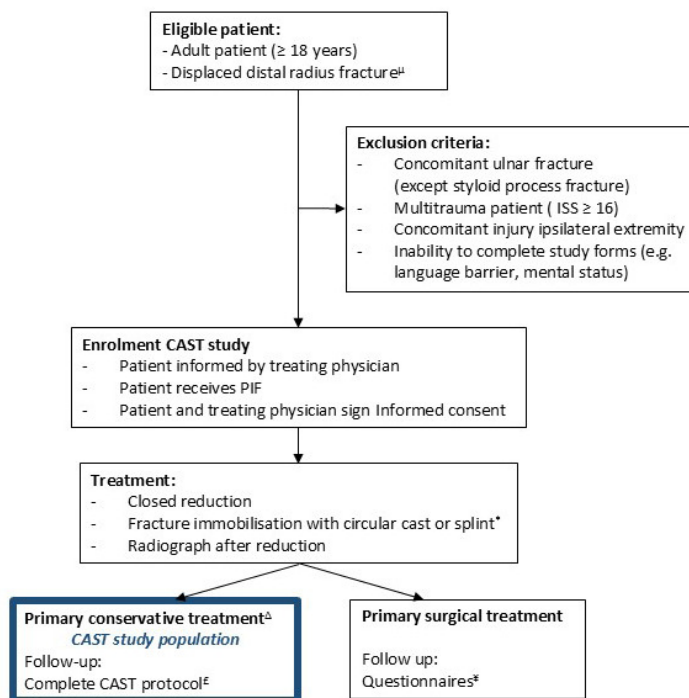 Eligible patient:
- Adult patient (≥ 18 years)
- Displaced distal radius fractureᵘ
Exclusion criteria:
- Concomitant ulnar fracture
(except styloid process fracture)
- Multitrauma patient ( ISS ≥ 16)
- Concomitant injury ipsilateral extremity
- Inability to complete study forms (e.g.
language barrier, mental status)
Enrolment CAST study
- Patient informed by treating physician
- Patient receives PIF
- Patient and treating physician sign Informed consent
Treatment:
- Closed reduction
- Fracture immobilisation with circular cast or splint*
- Radiograph after reduction
Primary conservative treatmentΔ
CAST study population
Follow-up:
Complete CAST protocol£
Primary surgical treatment
Follow up:
Questionnaires¥